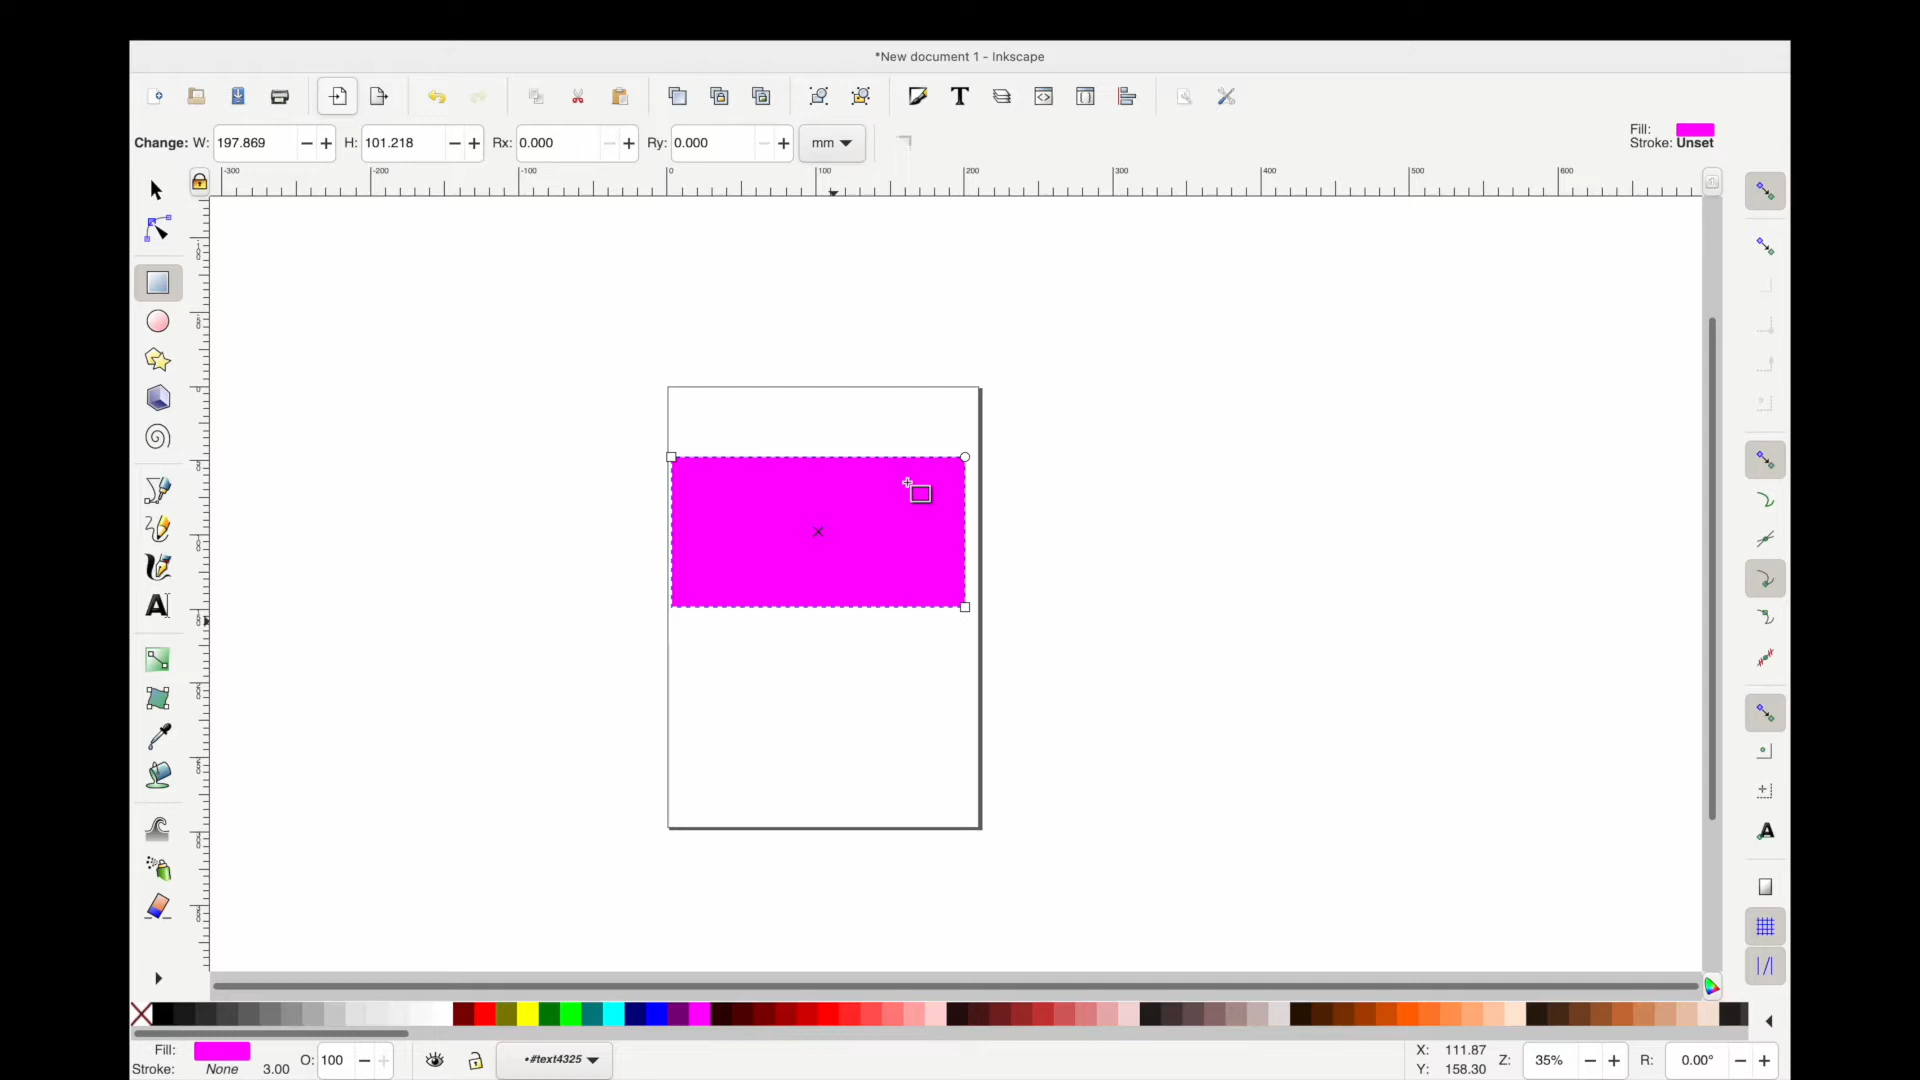 *New document 1 - Inkscape
Change: W: 197.869 H: 101.218 Rx: 0.000 Ry: 0.000 mm
Fill:
Stroke: Unset
-300 -200 -100 0 100 200 300 400 500 600
Fill:
Stroke: None 3.00
O: 100
•#text4325
X: 111.87
Y: 158.30
Z: 35%
R: 0.00°